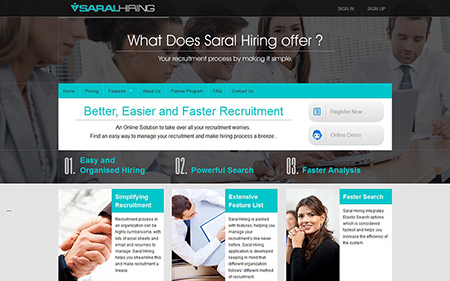 SARALHIRING
SIGN IN SIGN UP
What Does Saral Hiring offer ?
Your recruitment process by making it simple.
Home Pricing Features About Us Partner Program FAQ Contact Us
Better, Easier and Faster Recruitment
An Online Solution to take over all your recruitment worries.
Find an easy way to manage your recruitment and make hiring process a breeze .
Register Now
Online Demo
01. Easy and
Organised Hiring
02. Powerful Search
03. Faster Analysis
Simplifying
Recruitment
Recruitment process in
an organization can be
highly cumbersome, with
lots of excel sheets and
email and resumes to
manage. Saral Hiring
helps you streamline this
and make recruitment a
breeze
Extensive
Feature List
Saral Hiring is packed
with features, helping you
manage your
recruitment's like never
before. Saral Hiring
application is developed
keeping in mind that
different organization
follows' different method
of recruitment.
Faster Search
Saral Hiring integrates
Elastic Search options
which is considered
fastest and helps you
increase the efficiency of
the system